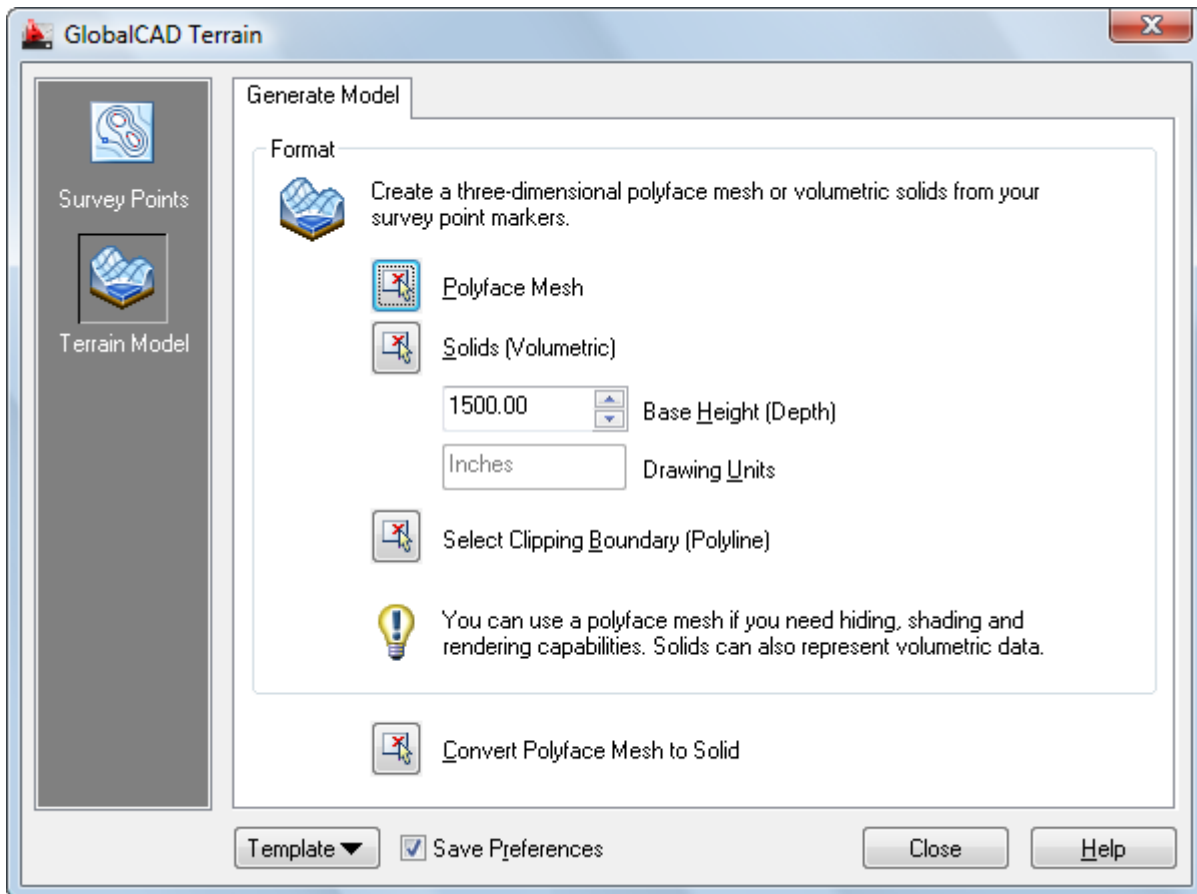 GlobalCAD Terrain
Survey Points
Terrain Model
Generate Model
Format
Create a three-dimensional polyface mesh or volumetric solids from your
survey point markers.
Polyface Mesh
Solids (Volumetric)
1500.00
Base Height (Depth)
Inches
Drawing Units
Select Clipping Boundary (Polyline)
You can use a polyface mesh if you need hiding, shading and
rendering capabilities. Solids can also represent volumetric data.
Convert Polyface Mesh to Solid
Template
Save Preferences
Close
Help